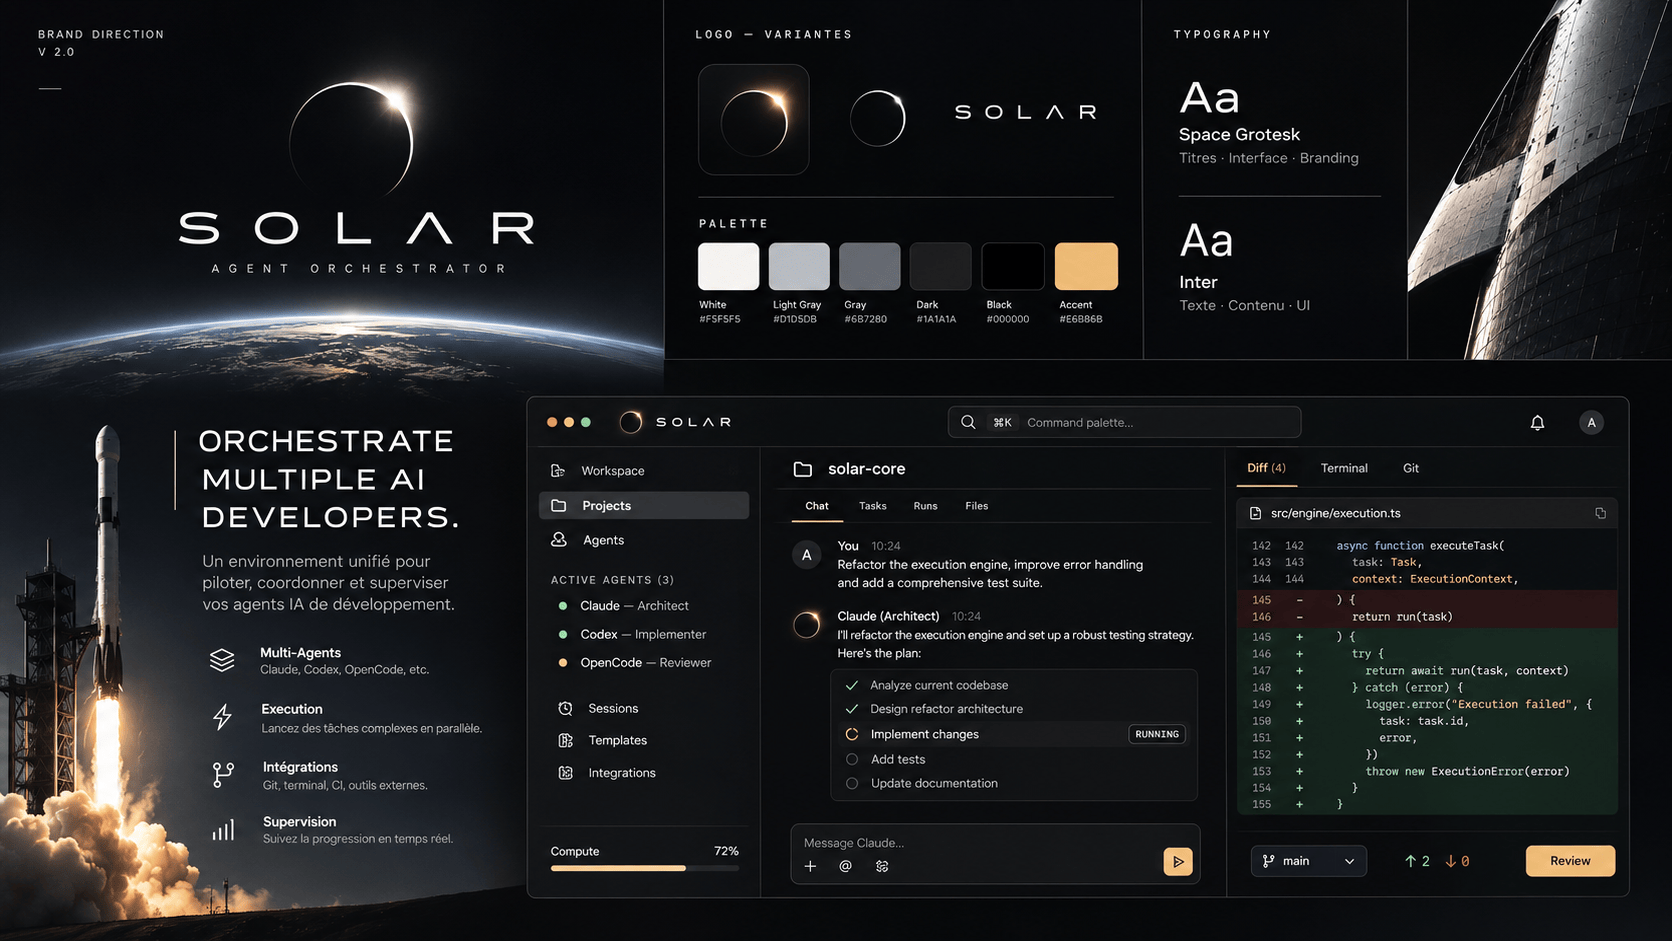 BRAND DIRECTION
V 2.0
SOLAR
AGENT ORCHESTRATOR
LOGO — VARIANTES
SOLAR
PALETTE
White
#F5F5F5
Light Gray
#D1D5DB
Gray
#6B7280
Dark
#1A1A1A
Black
#000000
Accent
#E6B86B
TYPOGRAPHY
Aa
Space Grotesk
Titres · Interface · Branding
Aa
Inter
Texte · Contenu · UI
ORCHESTRATE
MULTIPLE AI
DEVELOPERS.
Un environnement unifié pour
piloter, coordonner et superviser
vos agents IA de développement.
Multi-Agents
Claude, Codex, OpenCode, etc.
Execution
Lancez des tâches complexes en parallèle.
Intégrations
Git, terminal, CI, outils externes.
Supervision
Suivez la progression en temps réel.
SOLAR
⌘K Command palette...
A
Workspace
Projects
Agents
ACTIVE AGENTS (3)
Claude — Architect
Codex — Implementer
OpenCode — Reviewer
Sessions
Templates
Integrations
Compute 72%
solar-core
Chat Tasks Runs Files
A
You 10:24
Refactor the execution engine, improve error handling
and add a comprehensive test suite.
Claude (Architect) 10:24
I'll refactor the execution engine and set up a robust testing strategy.
Here's the plan:
Analyze current codebase
Design refactor architecture
Implement changes RUNNING
Add tests
Update documentation
Message Claude...
+ @
Diff (4) Terminal Git
src/engine/execution.ts
142 142 async function executeTask(
143 143 task: Task,
144 144 context: ExecutionContext,
145 - ) {
146 - return run(task)
145 + ) {
146 + try {
147 + return await run(task, context)
148 + } catch (error) {
149 + logger.error("Execution failed", {
150 + task: task.id,
151 + error,
152 + })
153 + throw new ExecutionError(error)
154 + }
155 + }
main ↑ 2 ↓ 0 Review